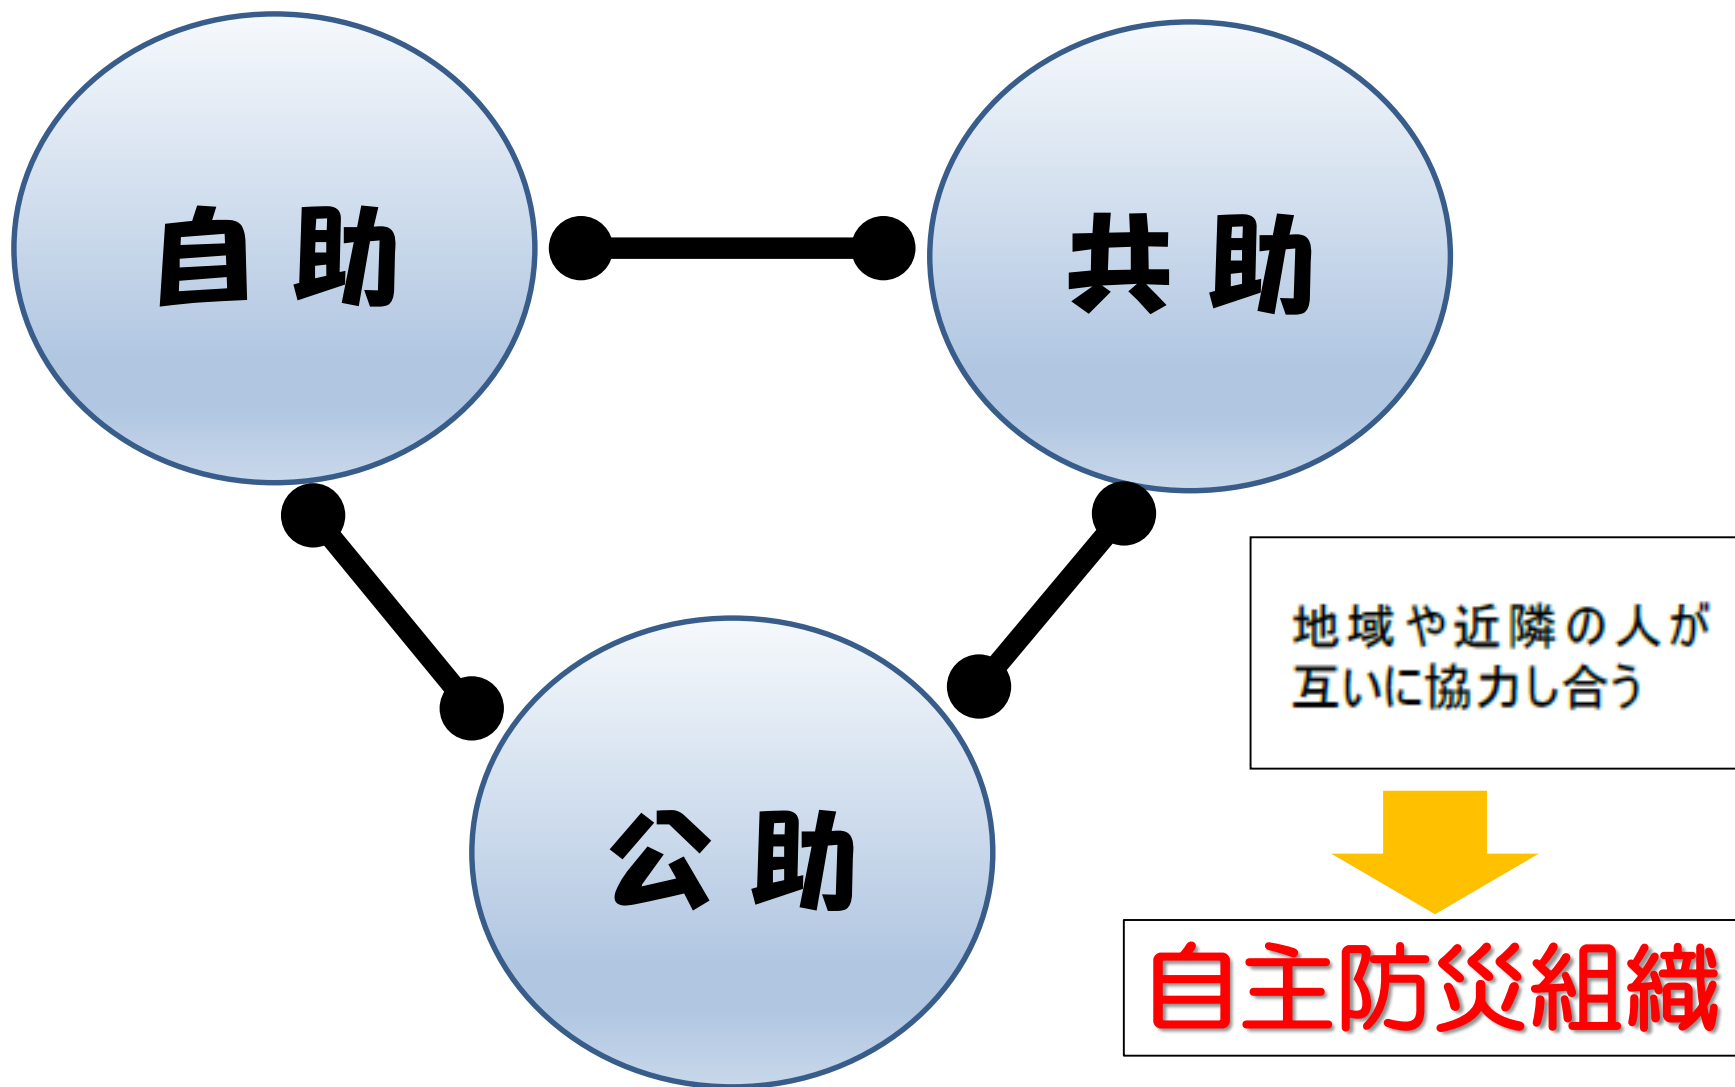 自助
共助
公助
地域や近隣の人が
互いに協力し合う
自主防災組織